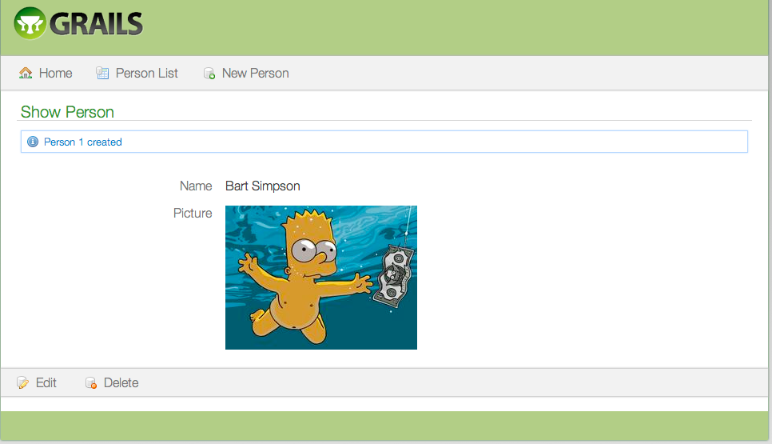 GRAILS
Home Person List New Person
Show Person
Person 1 created
Name Bart Simpson
Picture
Edit Delete